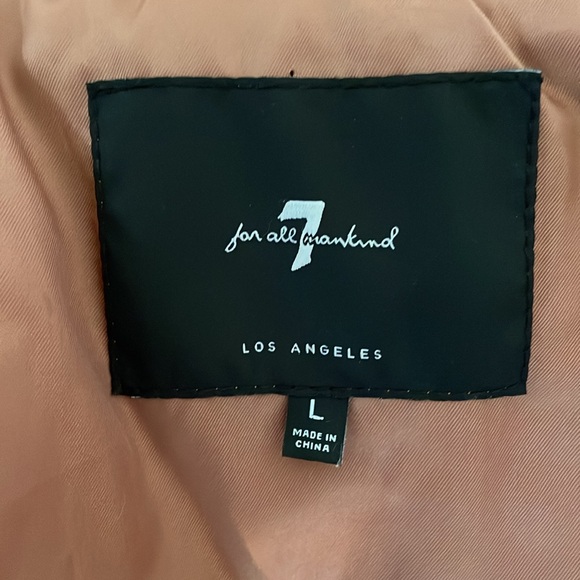 7
for all mankind
LOS ANGELES
L
MADE IN
CHINA